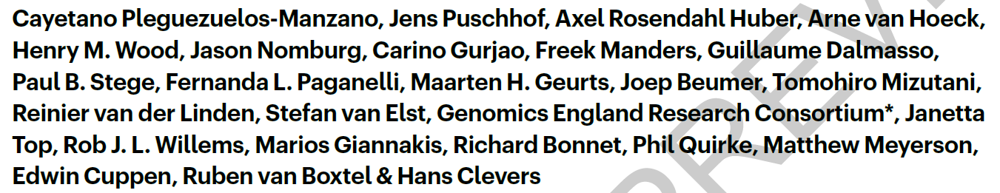 Cayetano Pleguezuelos-Manzano, Jens Puschhof, Axel Rosendahl Huber, Arne van Hoeck,
Henry M. Wood, Jason Nomburg, Carino Gurjao, Freek Manders, Guillaume Dalmasso,
Paul B. Stege, Fernanda L. Paganelli, Maarten H. Geurts, Joep Beumer, Tomohiro Mizutani,
Reinier van der Linden, Stefan van Elst, Genomics England Research Consortium*, Janetta
Top, Rob J. L. Willems, Marios Giannakis, Richard Bonnet, Phil Quirke, Matthew Meyerson,
Edwin Cuppen, Ruben van Boxtel & Hans Clevers